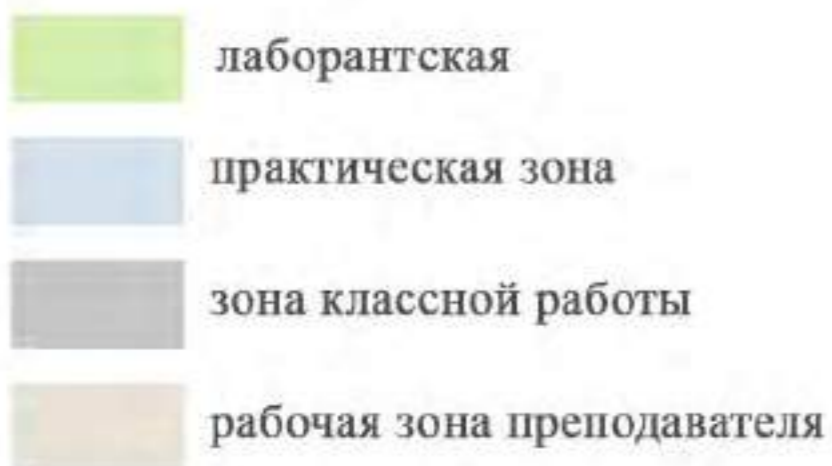 лаборантская
практическая зона
зона классной работы
рабочая зона преподавателя